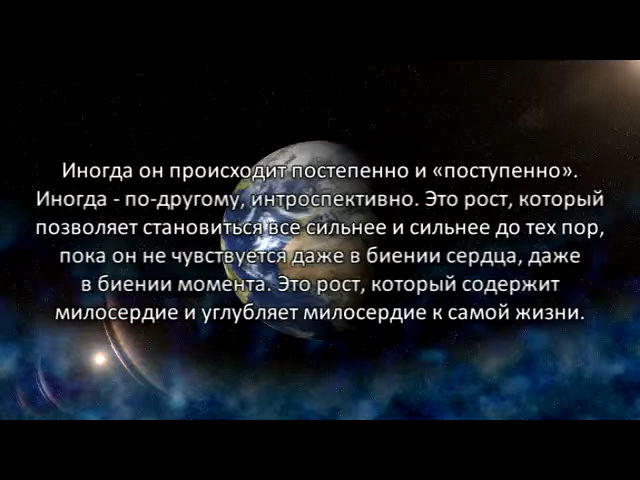 Иногда он происходит постепенно и «поступенно».
Иногда - по-другому, интроспективно. Это рост, который
позволяет становиться все сильнее и сильнее до тех пор,
пока он не чувствуется даже в биении сердца, даже
в биении момента. Это рост, который содержит
милосердие и углубляет милосердие к самой жизни.